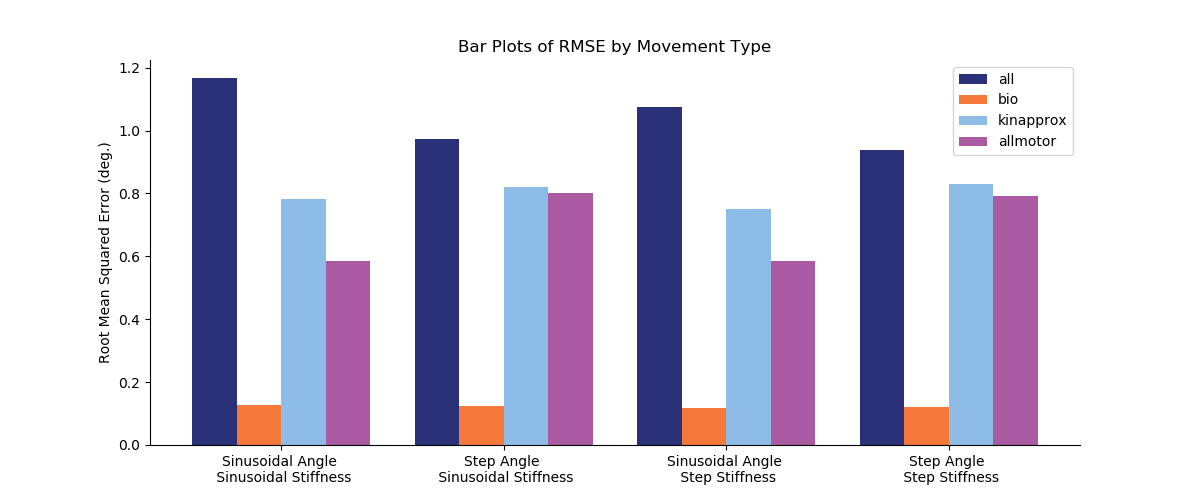 Bar Plots of RMSE by Movement Type
Root Mean Squared Error (deg.)
1.2
1.0
0.8
0.6
0.4
0.2
0.0
all
bio
kinapprox
allmotor
Sinusoidal Angle
Sinusoidal Stiffness
Step Angle
Sinusoidal Stiffness
Sinusoidal Angle
Step Stiffness
Step Angle
Step Stiffness